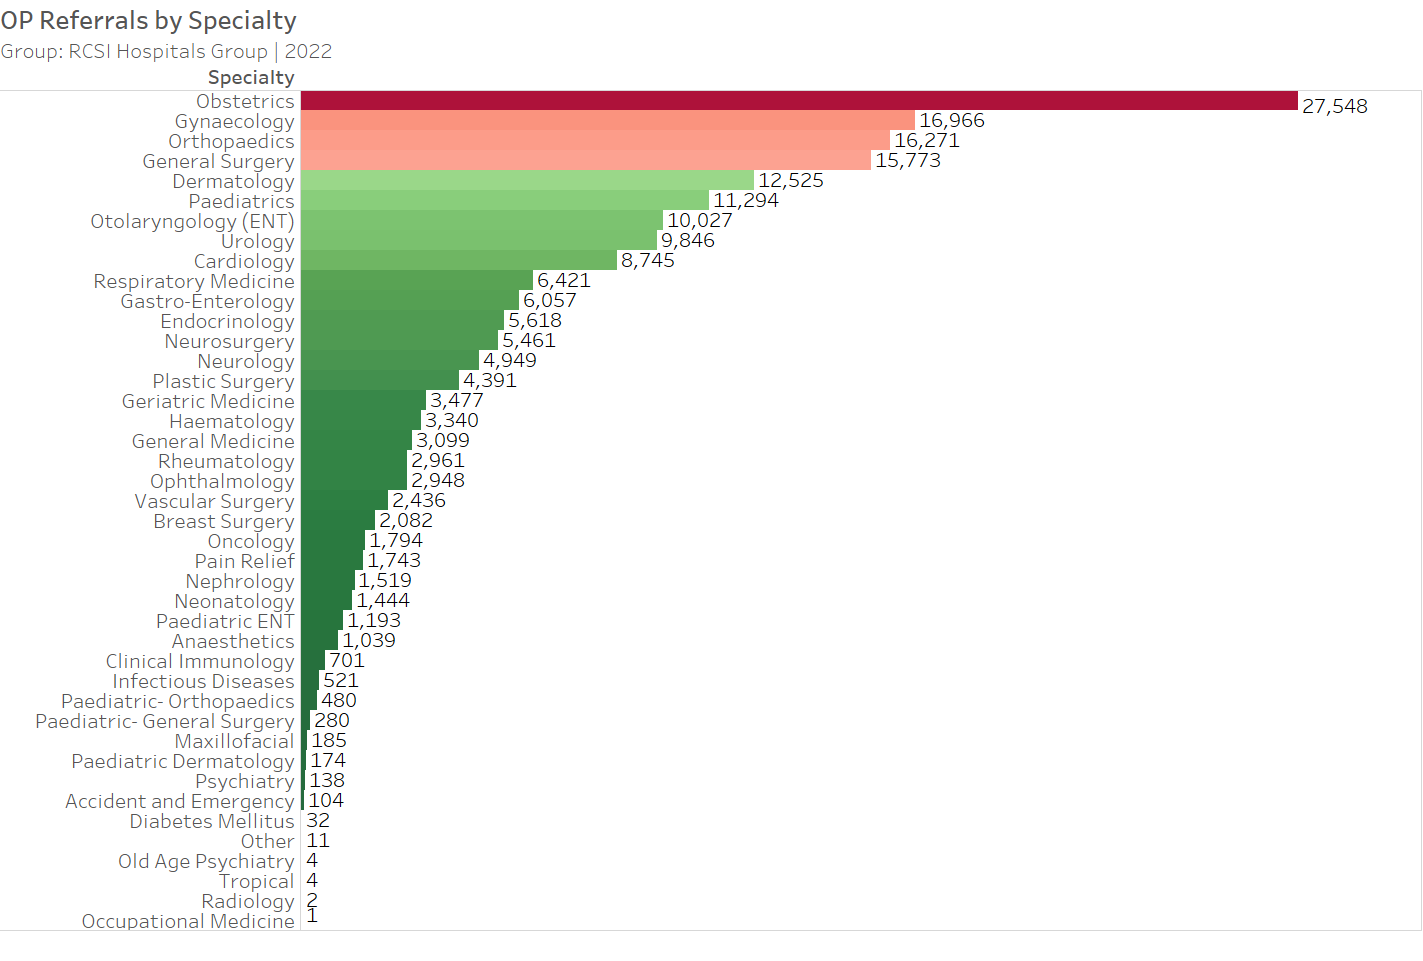 OP Referrals by Specialty
Group: RCSI Hospitals Group | 2022
Specialty
Obstetrics 27,548
Gynaecology 16,966
Orthopaedics 16,271
General Surgery 15,773
Dermatology 12,525
Paediatrics 11,294
Otolaryngology (ENT) 10,027
Urology 9,846
Cardiology 8,745
Respiratory Medicine 6,421
Gastro-Enterology 6,057
Endocrinology 5,618
Neurosurgery 5,461
Neurology 4,949
Plastic Surgery 4,391
Geriatric Medicine 3,477
Haematology 3,340
General Medicine 3,099
Rheumatology 2,961
Ophthalmology 2,948
Vascular Surgery 2,436
Breast Surgery 2,082
Oncology 1,794
Pain Relief 1,743
Nephrology 1,519
Neonatology 1,444
Paediatric ENT 1,193
Anaesthetics 1,039
Clinical Immunology 701
Infectious Diseases 521
Paediatric- Orthopaedics 480
Paediatric- General Surgery 280
Maxillofacial 185
Paediatric Dermatology 174
Psychiatry 138
Accident and Emergency 104
Diabetes Mellitus 32
Other 11
Old Age Psychiatry 4
Tropical 4
Radiology 2
Occupational Medicine 1